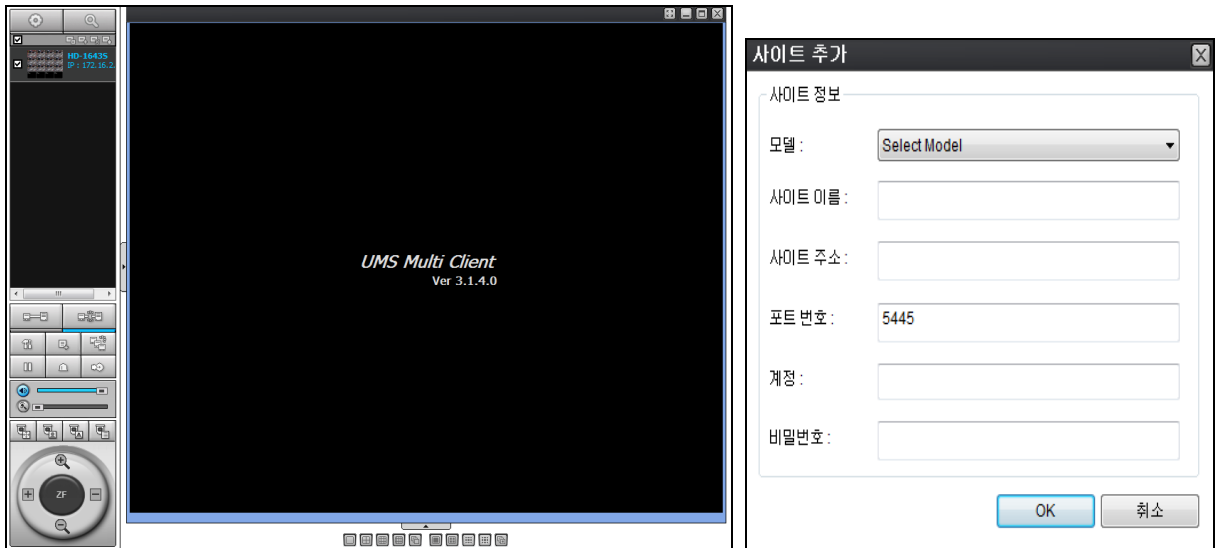 HD-1643S
IP : 172.16.2.
UMS Multi Client
Ver 3.1.4.0
ZF
사이트 추가
사이트 정보
모델 :
Select Model
사이트 이름 :
사이트 주소 :
포트 번호 :
5445
계정 :
비밀번호 :
OK
취소